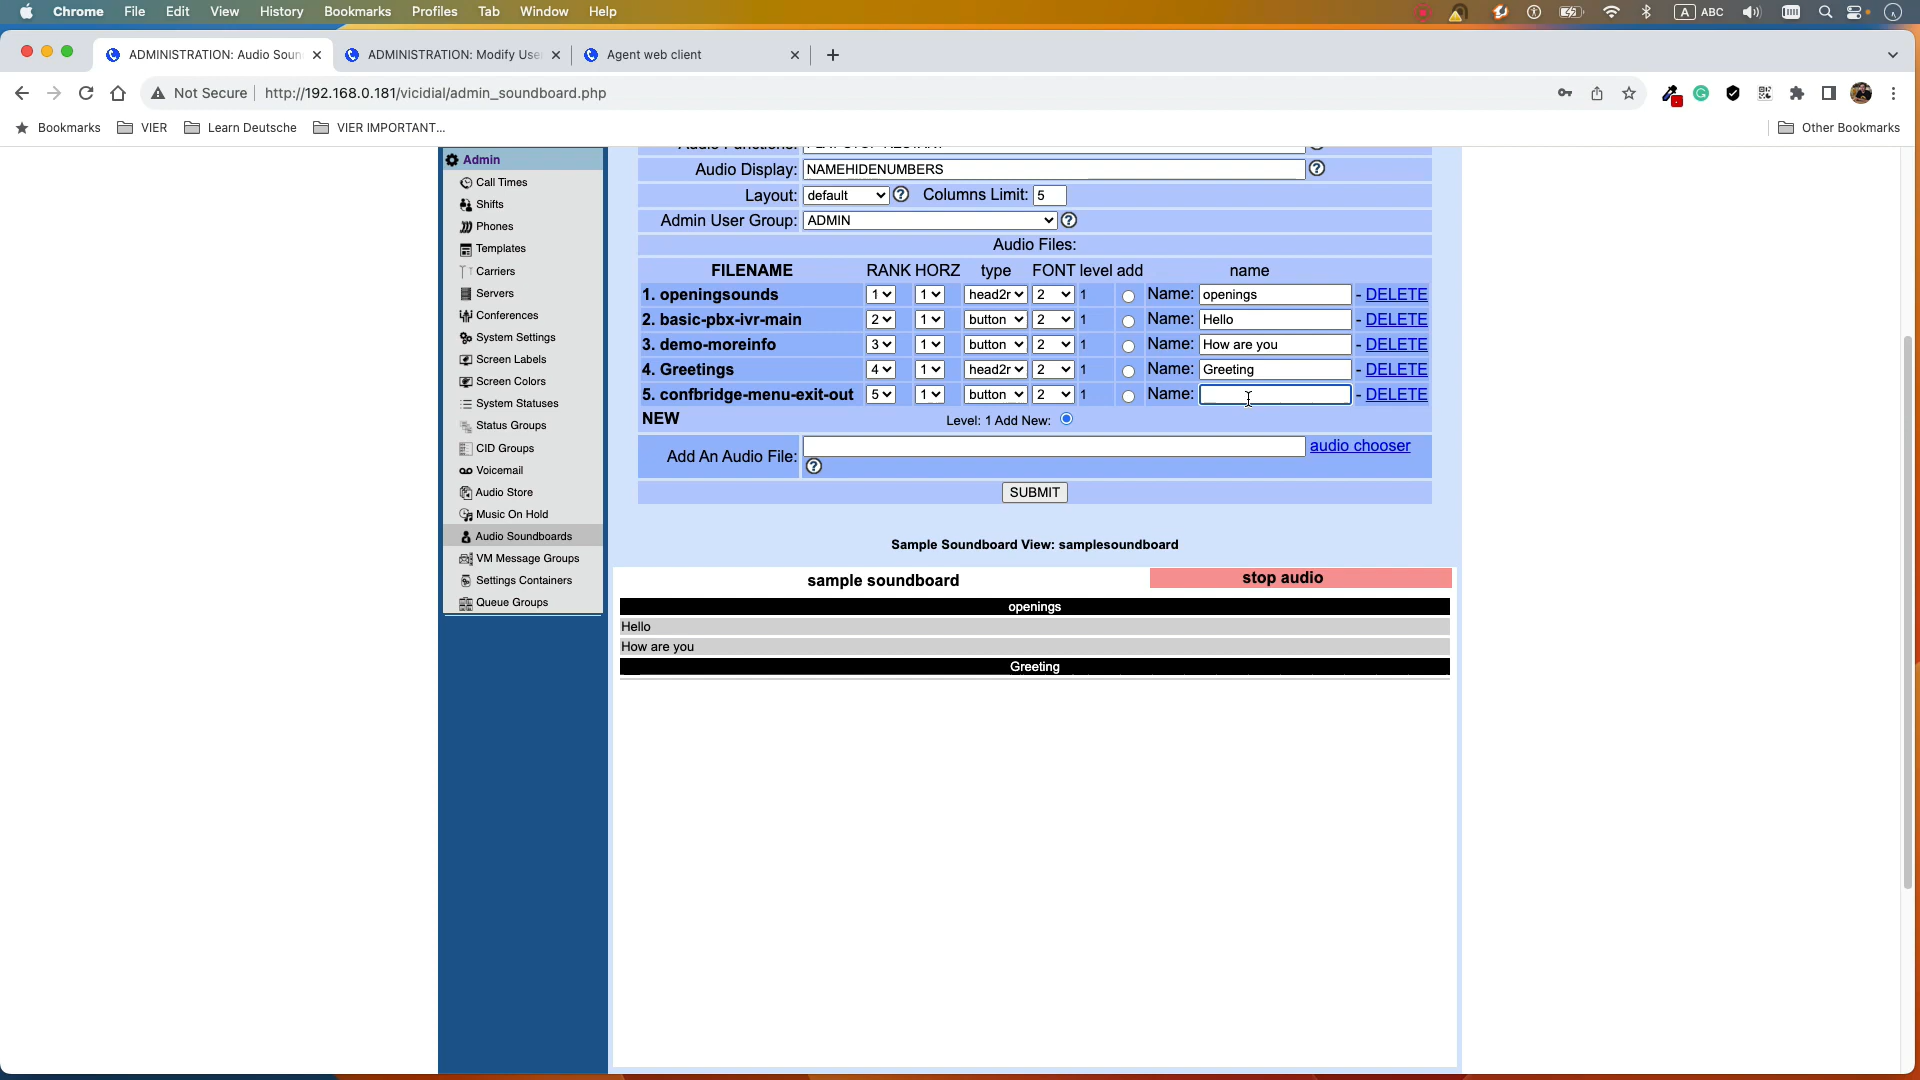 Chrome File Edit View History Bookmarks Profiles Tab Window Help A ABC
ADMINISTRATION: Audio Soun
ADMINISTRATION: Modify Use
Agent web client
Not Secure http://192.168.0.181/vicidial/admin_soundboard.php
Bookmarks VIER Learn Deutsche VIER IMPORTANT... Other Bookmarks
Admin
Call Times
Shifts
Phones
Templates
Carriers
Servers
Conferences
System Settings
Screen Labels
Screen Colors
System Statuses
Status Groups
CID Groups
Voicemail
Audio Store
Music On Hold
Audio Soundboards
VM Message Groups
Settings Containers
Queue Groups
Audio Display: NAMEHIDENUMBERS
Layout: default Columns Limit: 5
Admin User Group: ADMIN
Audio Files:
FILENAME RANK HORZ type FONT level add name
1. openingsounds 1 1 head2r 2 1 Name: openings - DELETE
2. basic-pbx-ivr-main 2 1 button 2 1 Name: Hello - DELETE
3. demo-moreinfo 3 1 button 2 1 Name: How are you - DELETE
4. Greetings 4 1 head2r 2 1 Name: Greeting - DELETE
5. confbridge-menu-exit-out 5 1 button 2 1 Name: - DELETE
NEW Level: 1 Add New:
Add An Audio File: audio chooser
SUBMIT
Sample Soundboard View: samplesoundboard
sample soundboard stop audio
openings
Hello
How are you
Greeting